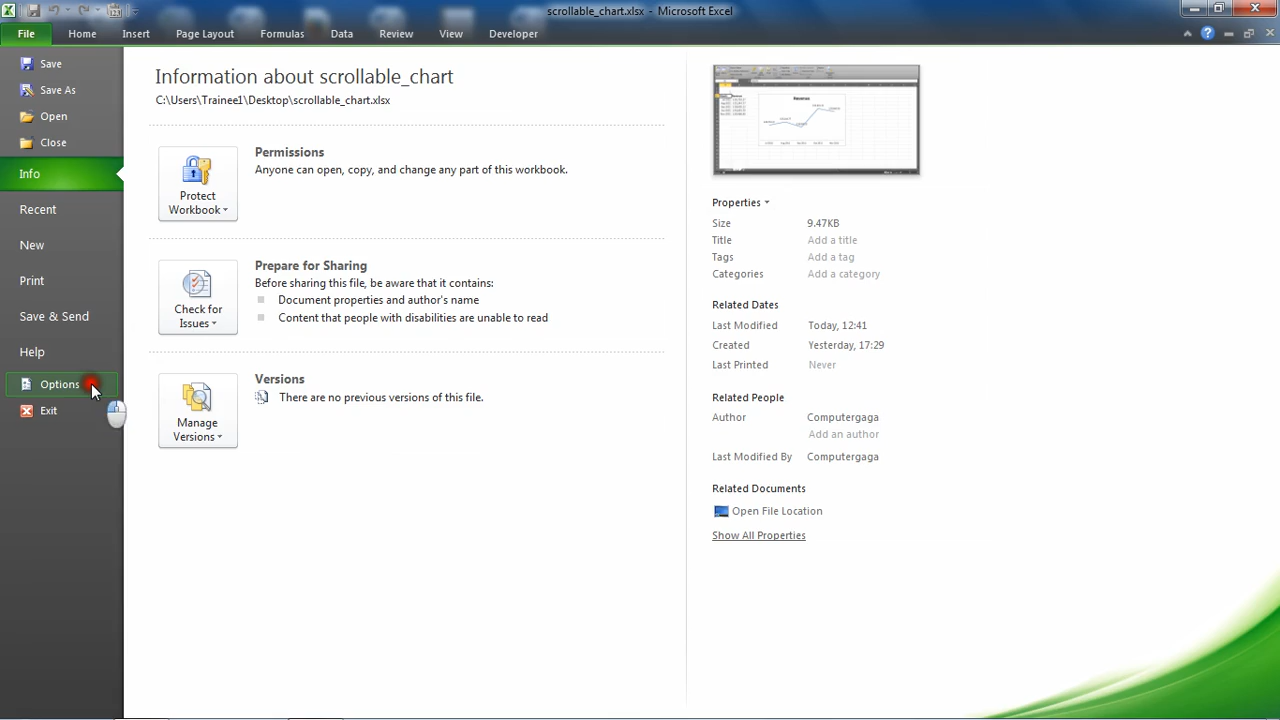 scrollable_chart.xlsx - Microsoft Excel
File Home Insert Page Layout Formulas Data Review View Developer
Save
Save As
Open
Close
Info
Recent
New
Print
Save & Send
Help
Options
Exit
Information about scrollable_chart
C:\Users\Trainee1\Desktop\scrollable_chart.xlsx
Protect
Workbook
Permissions
Anyone can open, copy, and change any part of this workbook.
Check for
Issues
Prepare for Sharing
Before sharing this file, be aware that it contains:
Document properties and author's name
Content that people with disabilities are unable to read
Manage
Versions
Versions
There are no previous versions of this file.
Revenue
Properties
Size 9.47KB
Title Add a title
Tags Add a tag
Categories Add a category
Related Dates
Last Modified Today, 12:41
Created Yesterday, 17:29
Last Printed Never
Related People
Author Computergaga
Add an author
Last Modified By Computergaga
Related Documents
Open File Location
Show All Properties